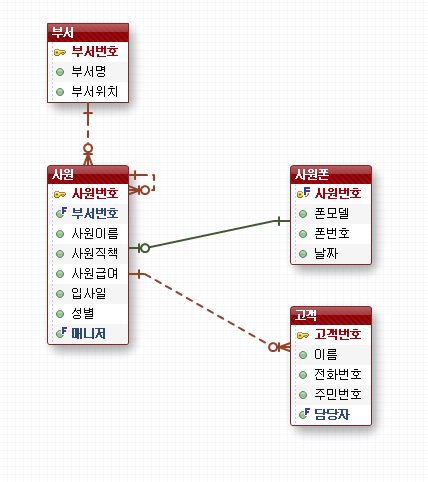 부서
부서번호
부서명
부서위치
사원
사원번호
부서번호
사원이름
사원직책
사원급여
입사일
성별
매니저
사원폰
사원번호
폰모델
폰번호
날짜
고객
고객번호
이름
전화번호
주민번호
담당자